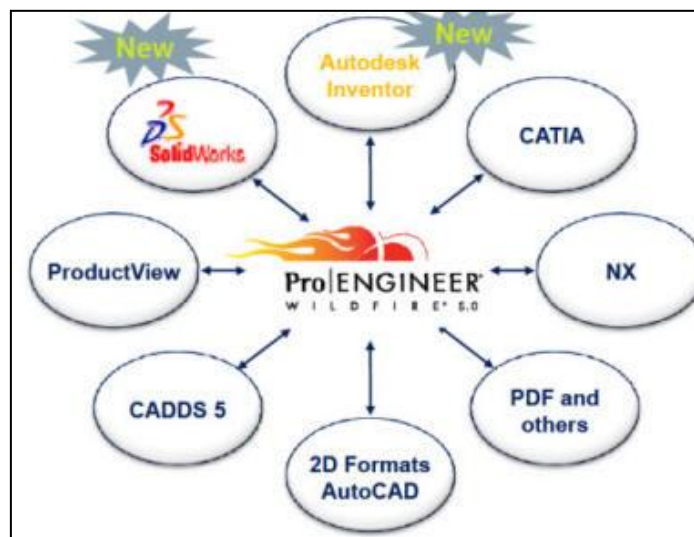 New
New
Autodesk
Inventor
SolidWorks
CATIA
ProductView
Pro|ENGINEER®
WILDFIRE® 5.0
NX
CADDS 5
PDF and
others
2D Formats
AutoCAD